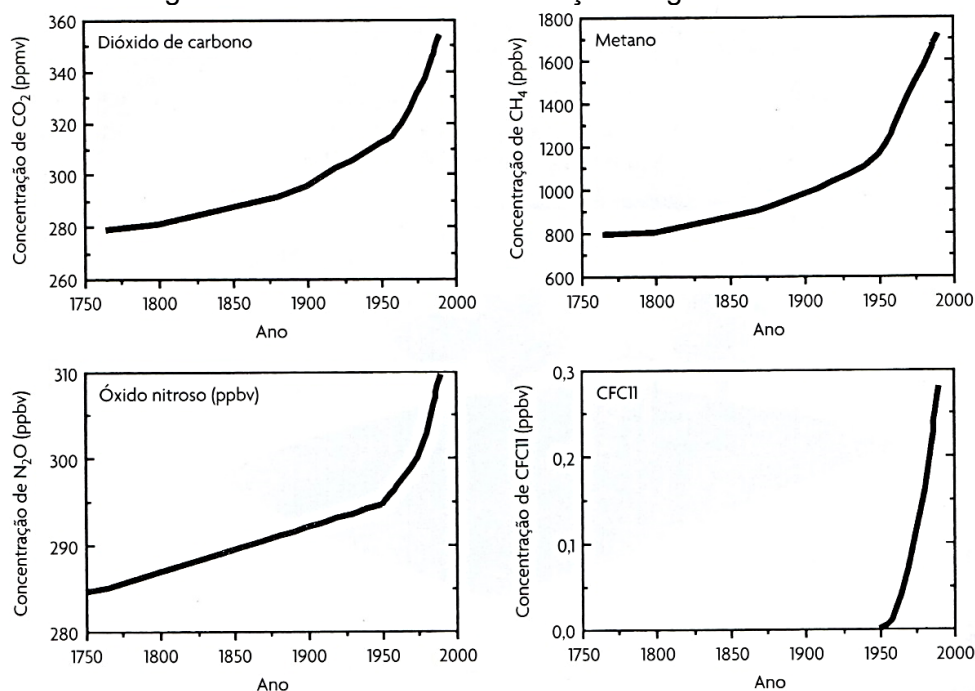 Dióxido de carbono
Concentração de CO₂ (ppmv)
360
340
320
300
280
260
1750 1800 1850 1900 1950 2000
Ano
Metano
Concentração de CH₄ (ppbv)
1800
1600
1400
1200
1000
800
600
1750 1800 1850 1900 1950 2000
Ano
Óxido nitroso (ppbv)
Concentração de N₂O (ppbv)
310
300
290
280
1750 1800 1850 1900 1950 2000
Ano
CFC11
Concentração de CFC11 (ppbv)
0,3
0,2
0,1
0,0
1750 1800 1850 1900 1950 2000
Ano